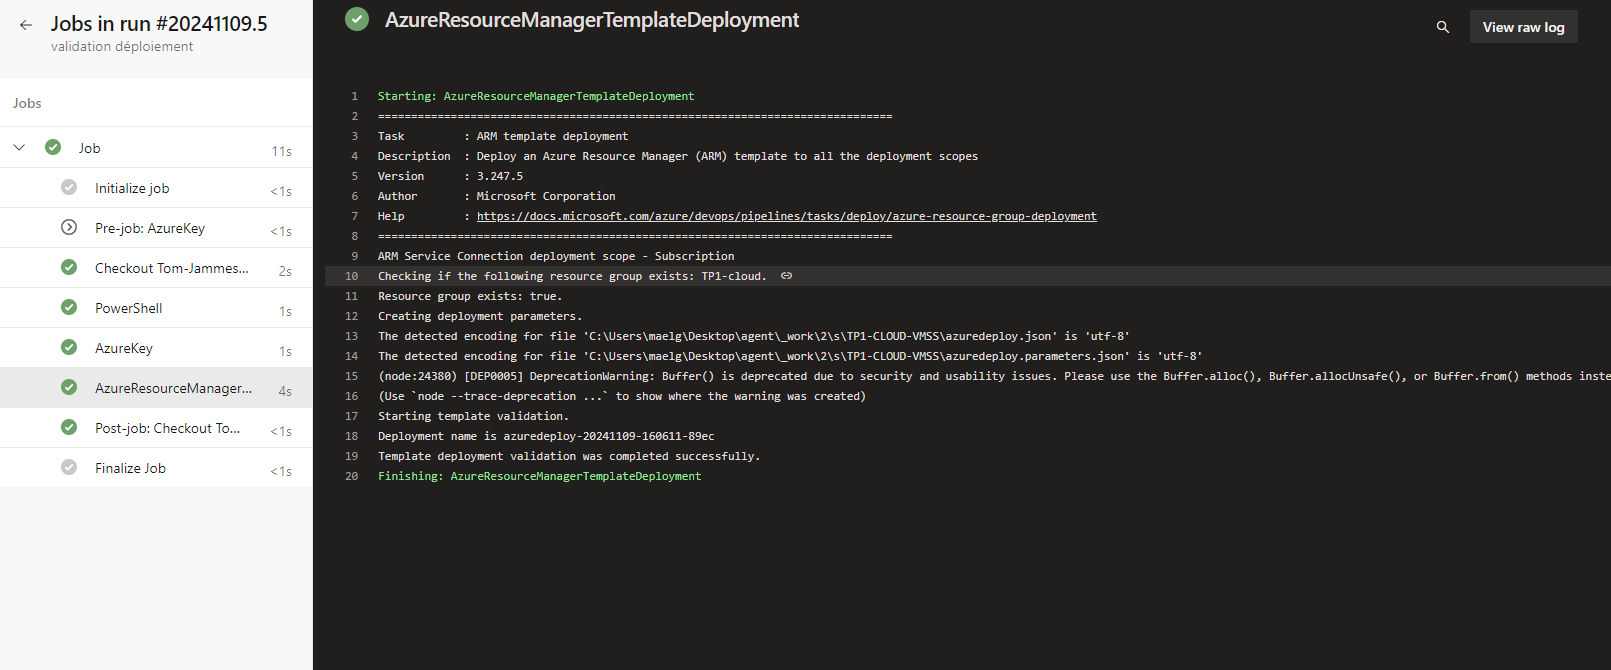 Jobs in run #20241109.5
validation déploiement
Jobs
Job 11s
Initialize job <1s
Pre-job: AzureKey <1s
Checkout Tom-Jammes... 2s
PowerShell 1s
AzureKey 1s
AzureResourceManager... 4s
Post-job: Checkout To... <1s
Finalize Job <1s
AzureResourceManagerTemplateDeployment
View raw log
1 Starting: AzureResourceManagerTemplateDeployment
2 ==============================================================================
3 Task         : ARM template deployment
4 Description  : Deploy an Azure Resource Manager (ARM) template to all the deployment scopes
5 Version      : 3.247.5
6 Author       : Microsoft Corporation
7 Help         : https://docs.microsoft.com/azure/devops/pipelines/tasks/deploy/azure-resource-group-deployment
8 ==============================================================================
9 ARM Service Connection deployment scope - Subscription
10 Checking if the following resource group exists: TP1-cloud.
11 Resource group exists: true.
12 Creating deployment parameters.
13 The detected encoding for file 'C:\Users\maelg\Desktop\agent\_work\2\s\TP1-CLOUD-VMSS\azuredeploy.json' is 'utf-8'
14 The detected encoding for file 'C:\Users\maelg\Desktop\agent\_work\2\s\TP1-CLOUD-VMSS\azuredeploy.parameters.json' is 'utf-8'
15 (node:24380) [DEP0005] DeprecationWarning: Buffer() is deprecated due to security and usability issues. Please use the Buffer.alloc(), Buffer.allocUnsafe(), or Buffer.from() methods inste
16 (Use `node --trace-deprecation ...` to show where the warning was created)
17 Starting template validation.
18 Deployment name is azuredeploy-20241109-160611-89ec
19 Template deployment validation was completed successfully.
20 Finishing: AzureResourceManagerTemplateDeployment